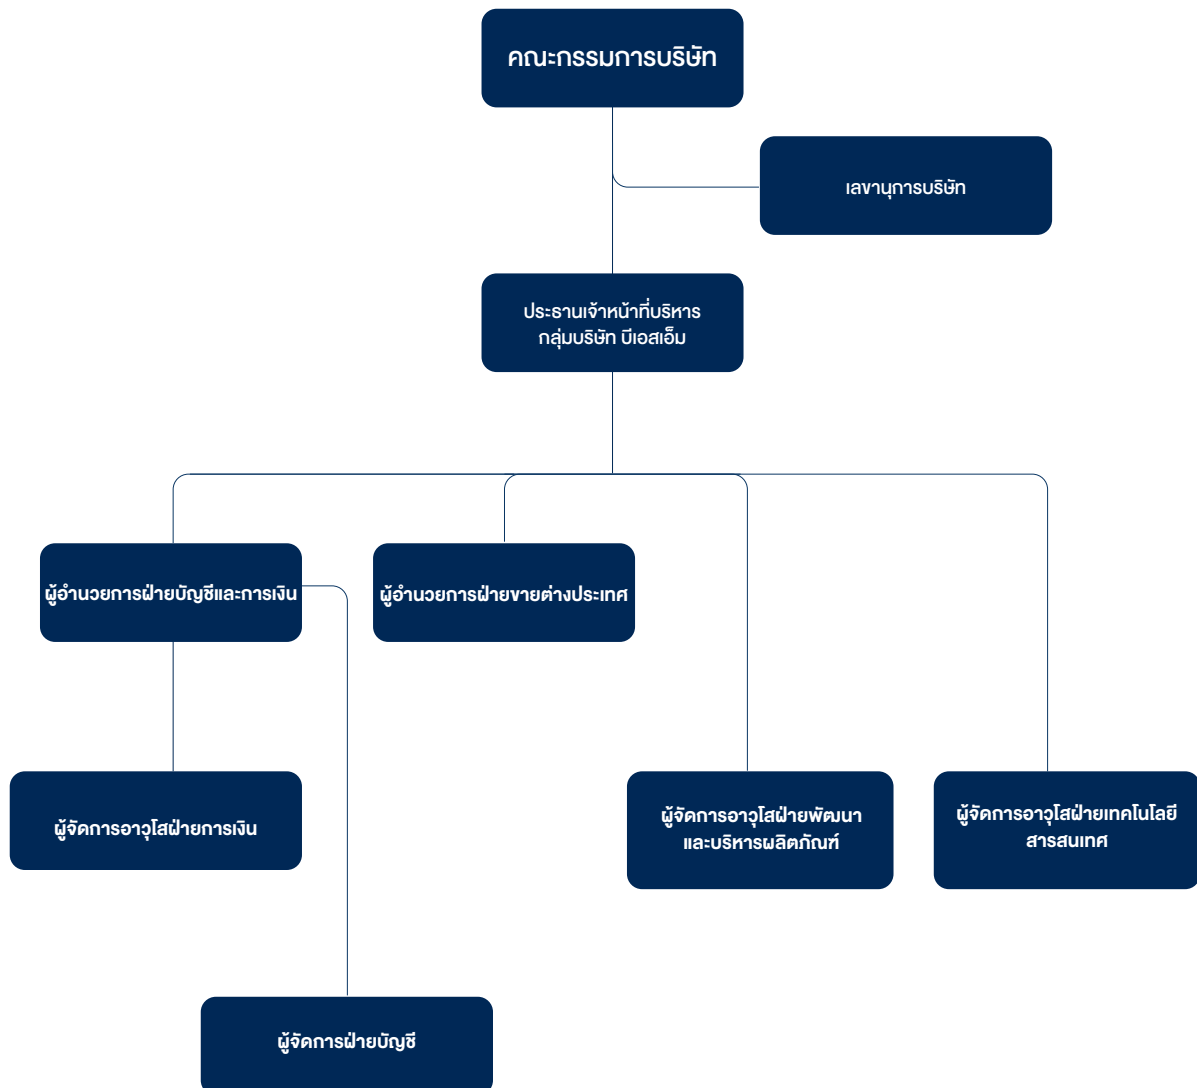 คณะกรรมการบริษัท
เลขานุการบริษัท
ประธานเจ้าหน้าที่บริหาร
กลุ่มบริษัท บีเอสเอ็ม
ผู้อำนวยการฝ่ายบัญชีและการเงิน
ผู้อำนวยการฝ่ายขายต่างประเทศ
ผู้จัดการอาวุโสฝ่ายการเงิน
ผู้จัดการอาวุโสฝ่ายพัฒนา
และบริหารผลิตภัณฑ์
ผู้จัดการอาวุโสฝ่ายเทคโนโลยี
สารสนเทศ
ผู้จัดการฝ่ายบัญชี